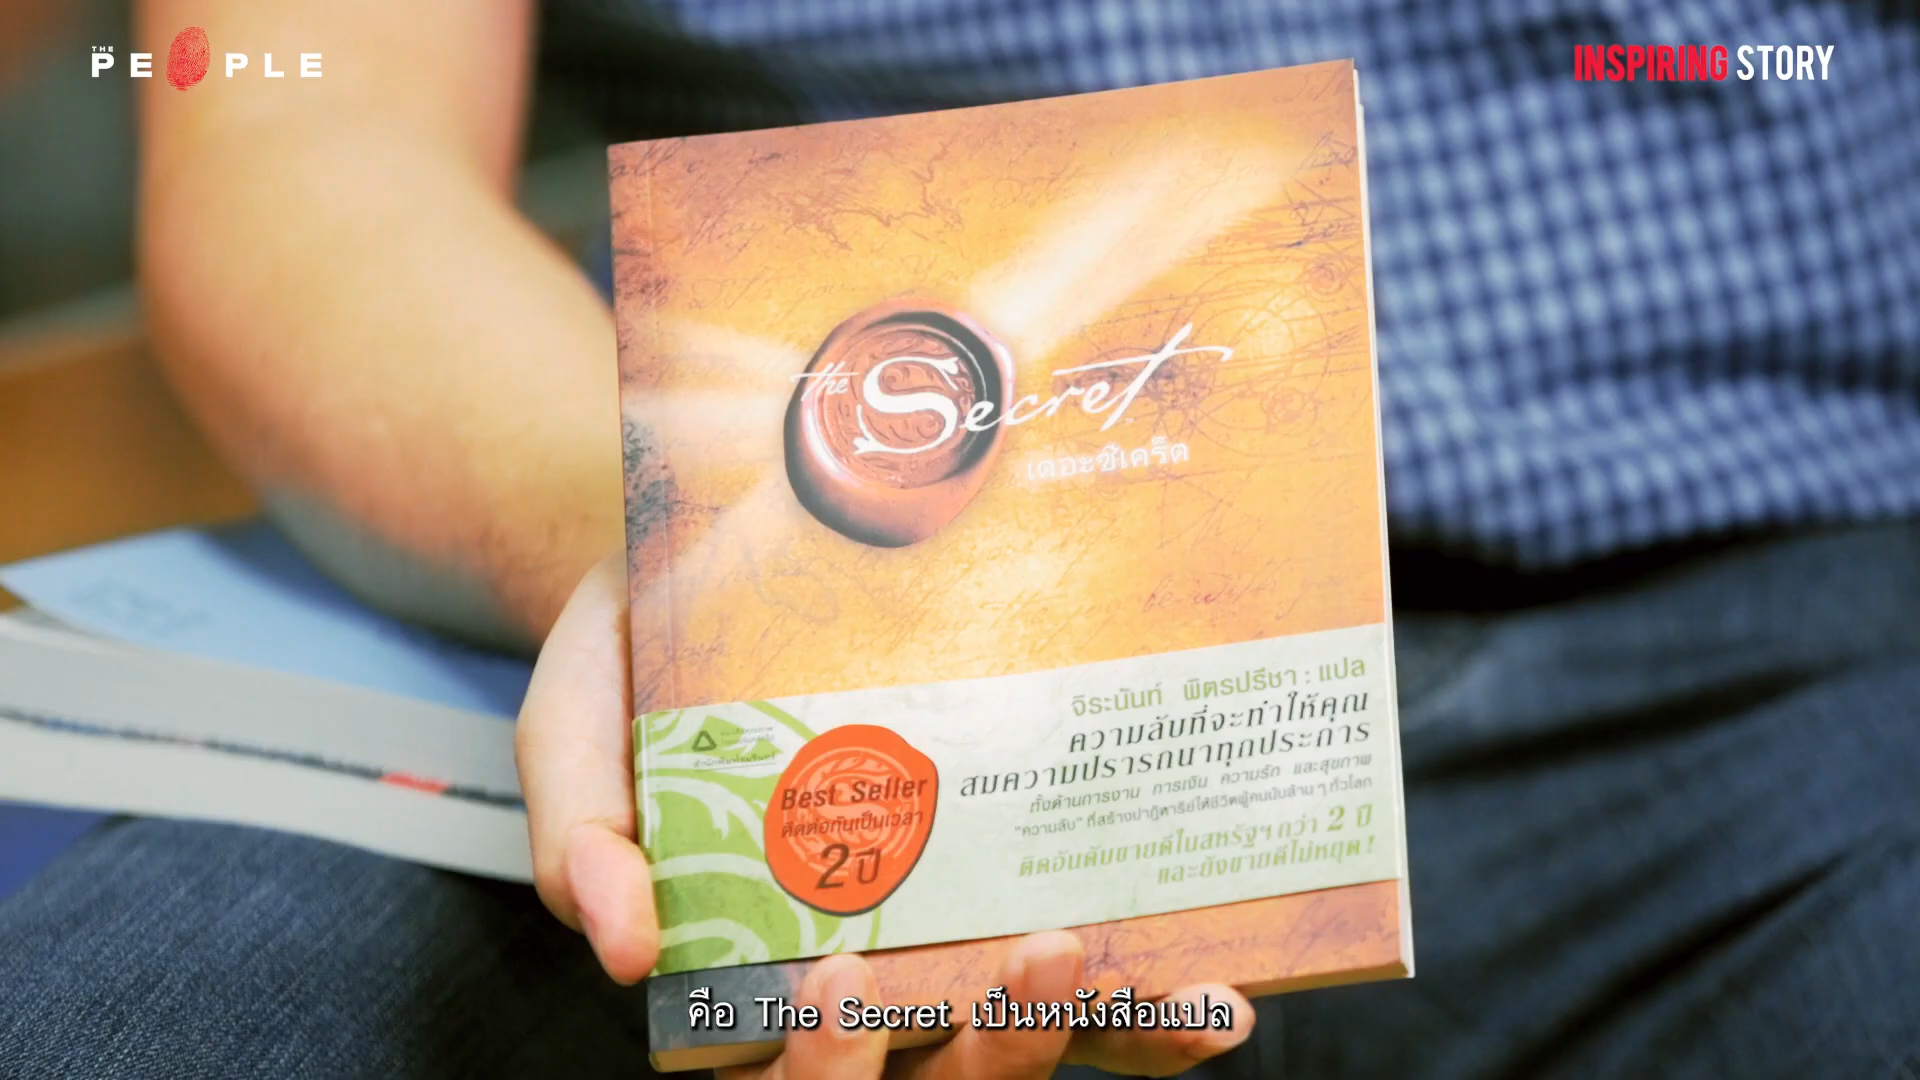 THE
PEOPLE
INSPIRING STORY
the Secret
เดอะซีเคร็ต
จิระนันท์ พิตรปรีชา : แปล
ความลับที่จะทำให้คุณ
สมความปรารถนาทุกประการ
ทั้งด้านการงาน การเงิน ความรัก และสุขภาพ
"ความลับ" ที่สร้างปาฏิหาริย์ให้ชีวิตผู้คนนับล้าน ๆ ทั่วโลก
ติดอันดับขายดีในสหรัฐฯ กว่า 2 ปี
และยังขายดีไม่หยุด !
Best Seller
ติดต่อกันเป็นเวลา
2 ปี
คือ The Secret เป็นหนังสือแปล